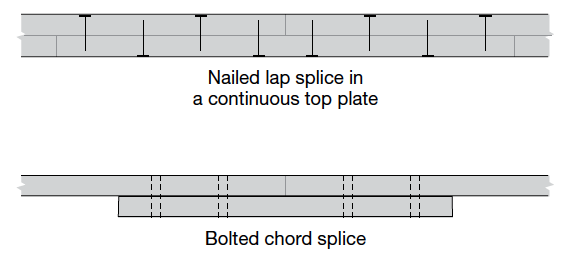 Nailed lap splice in
a continuous top plate
Bolted chord splice